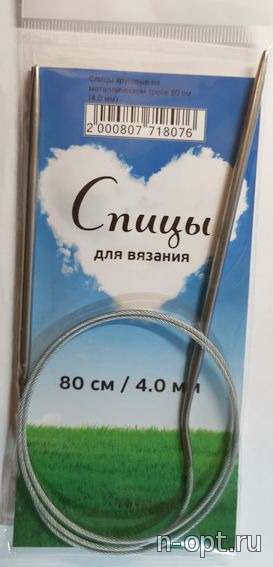 Спицы круговые на
металлическом тросе 80 см
(4,0 мм)
2 000807 718076
Спицы
для вязания
80 см / 4.0 мм
n-opt.ru